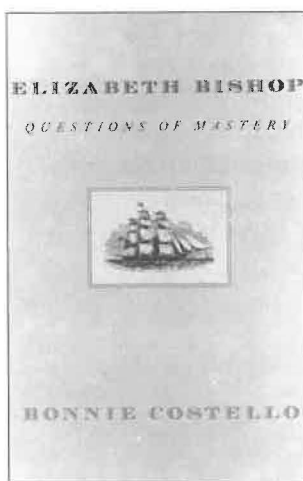 ELIZABETH BISHOP
QUESTIONS OF MASTERY
BONNIE COSTELLO